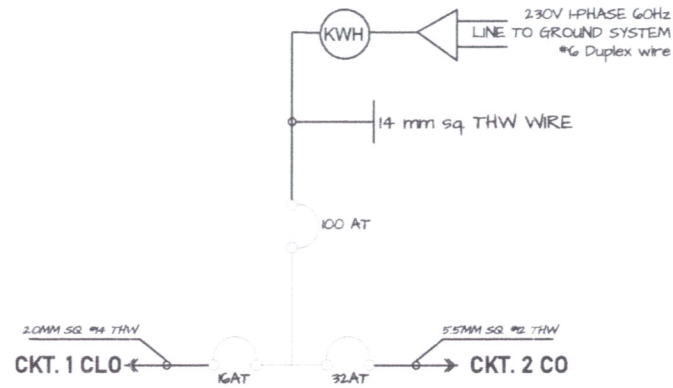 230V 1-PHASE 60Hz
KWH
LINE TO GROUND SYSTEM
#6 Duplex wire
14 mm sq THW WIRE
100 AT
2.0MM SQ #14 THW
5.5MM SQ #12 THW
CKT. 1 CLO
CKT. 2 CO
16AT
32AT